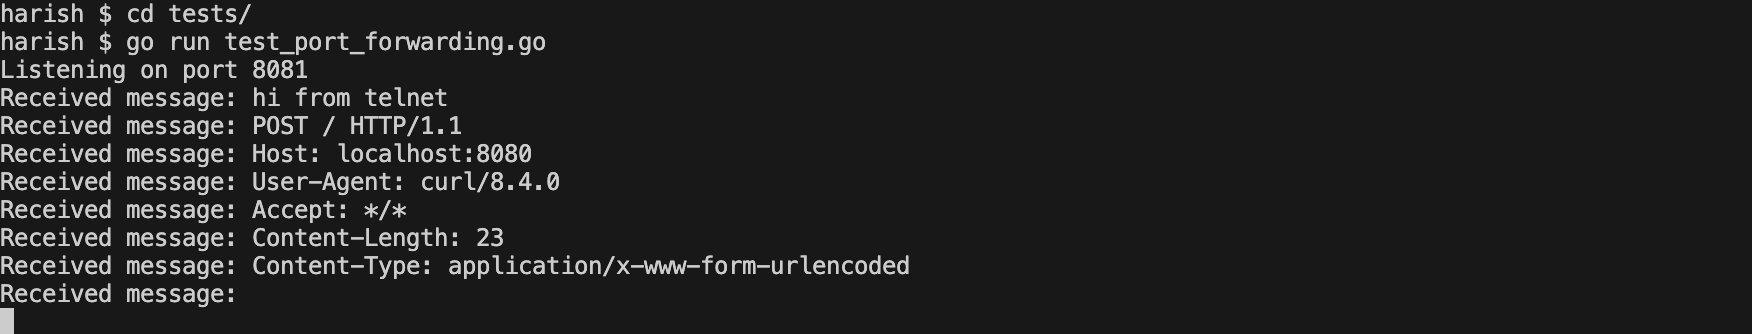 harish $ cd tests/
harish $ go run test_port_forwarding.go
Listening on port 8081
Received message: hi from telnet
Received message: POST / HTTP/1.1
Received message: Host: localhost:8080
Received message: User-Agent: curl/8.4.0
Received message: Accept: */*
Received message: Content-Length: 23
Received message: Content-Type: application/x-www-form-urlencoded
Received message: